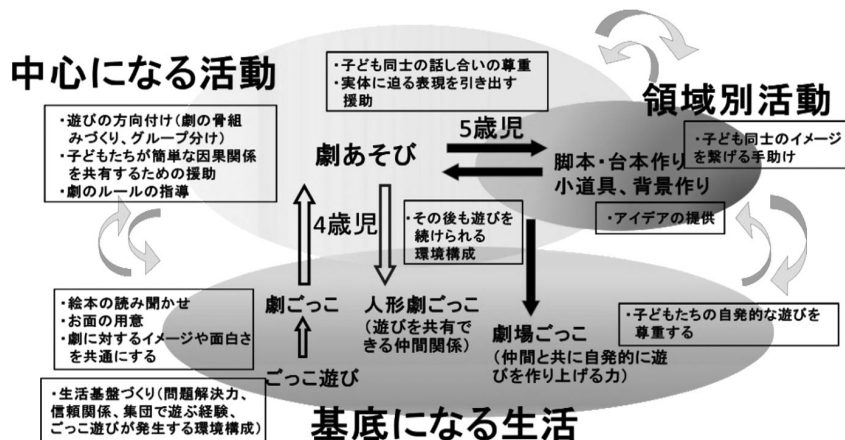 中心になる活動
・子ども同士の話し合いの尊重
・実体に迫る表現を引き出す
援助
領域別活動
・遊びの方向付け(劇の骨組
みづくり、グループ分け)
・子どもたちが簡単な因果関係
を共有するための援助
・劇のルールの指導
劇あそび
5歳児
脚本・台本作り
小道具、背景作り
・子ども同士のイメージ
を繋げる手助け
・アイデアの提供
4歳児
・その後も遊びを
続けられる
環境構成
・絵本の読み聞かせ
・お面の用意
・劇に対するイメージや面白さ
を共通にする
劇ごっこ
ごっこ遊び
人形劇ごっこ
(遊びを共有で
きる仲間関係)
劇場ごっこ
(仲間と共に自発的に遊
びを作り上げる力)
・子どもたちの自発的な遊びを
尊重する
・生活基盤づくり(問題解決力、
信頼関係、集団で遊ぶ経験、
ごっこ遊びが発生する環境構成)
基底になる生活